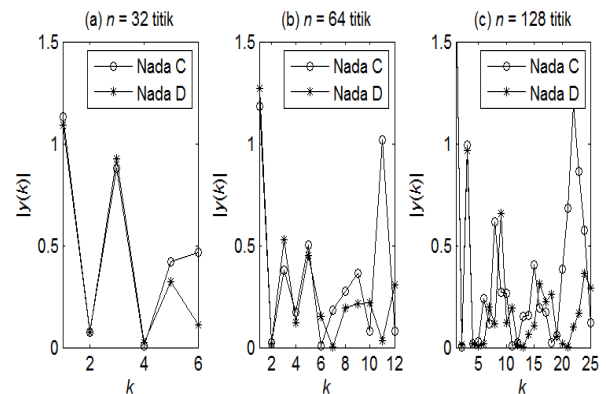 (a) n = 32 titik
(b) n = 64 titik
(c) n = 128 titik
1.5
1
0.5
0
|y(k)|
Nada C
Nada D
2 4 6
k
1.5
1
0.5
0
|y(k)|
Nada C
Nada D
2 4 6 8 10 12
k
1.5
1
0.5
0
|y(k)|
Nada C
Nada D
5 10 15 20 25
k